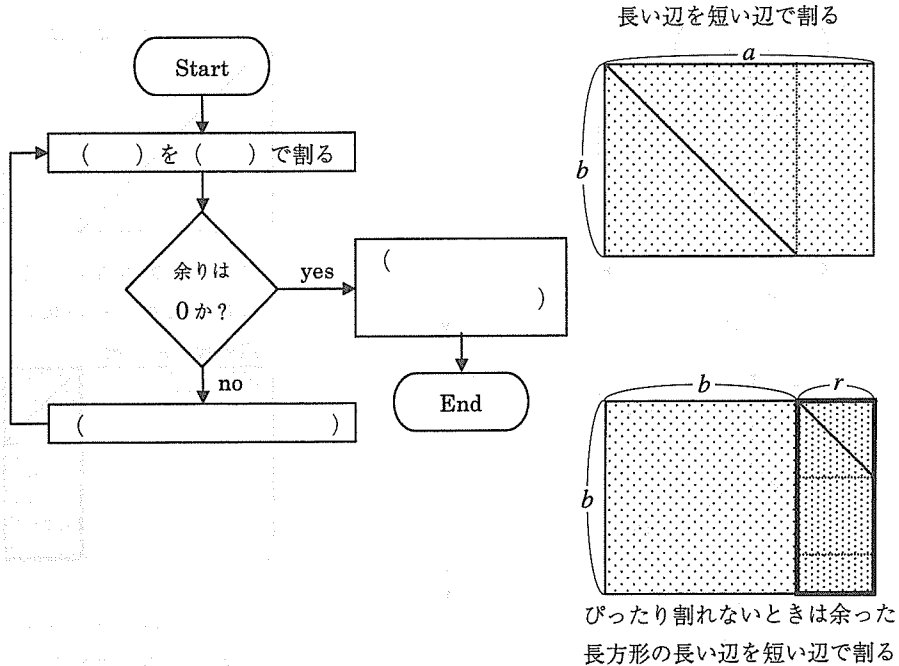 Start
（　　）を（　　）で割る
余りは
0か？
yes
no
（　　　）
（　　　　　　　　　）
End
長い辺を短い辺で割る
a
b
b
r
b
ぴったり割れないときは余った
長方形の長い辺を短い辺で割る